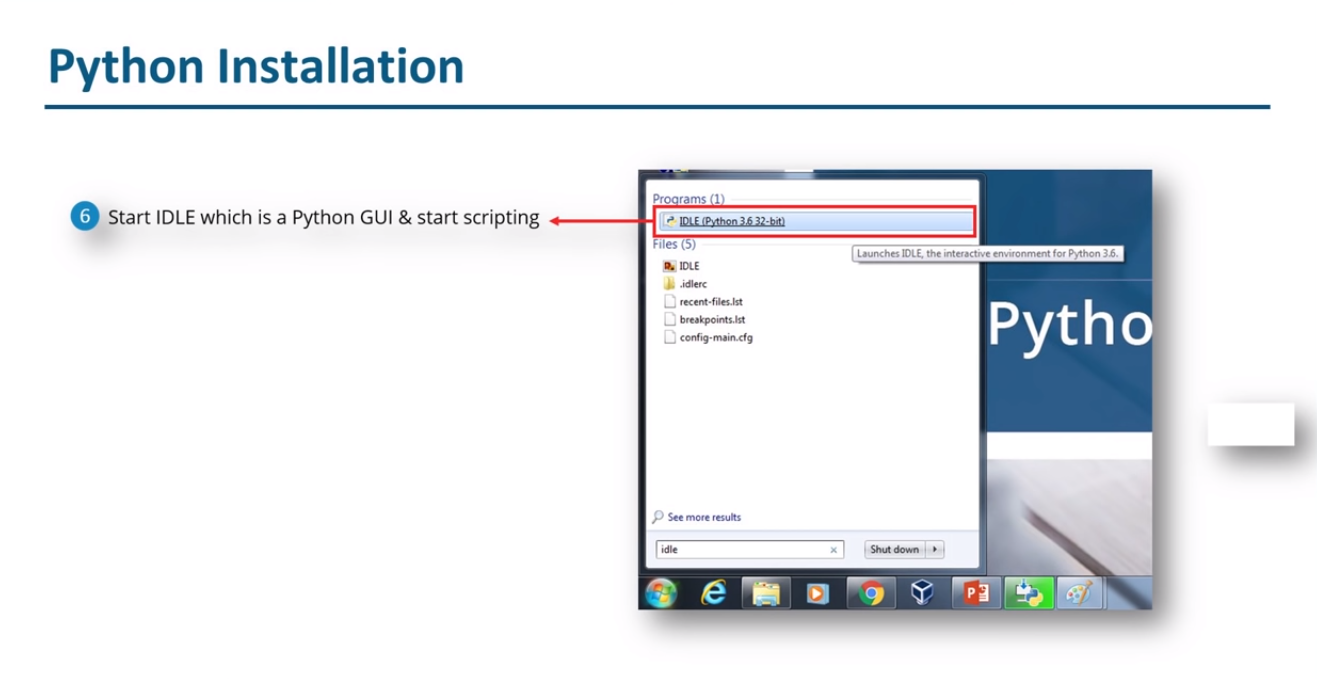 Python Installation
6 Start IDLE which is a Python GUI & start scripting
Programs (1)
IDLE (Python 3.6 32-bit)
Files (5)
Launches IDLE, the interactive environment for Python 3.6.
IDLE
.idlerc
recent-files.lst
breakpoints.lst
config-main.cfg
Pytho
See more results
idle
Shut down